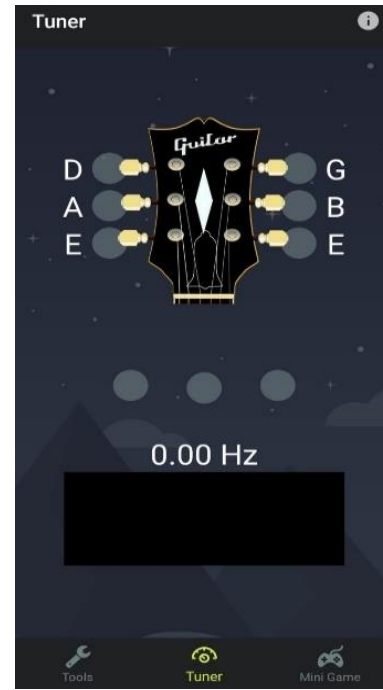 Tuner
Guitar
D G
A B
E E
0.00 Hz
Tools Tuner Mini Game